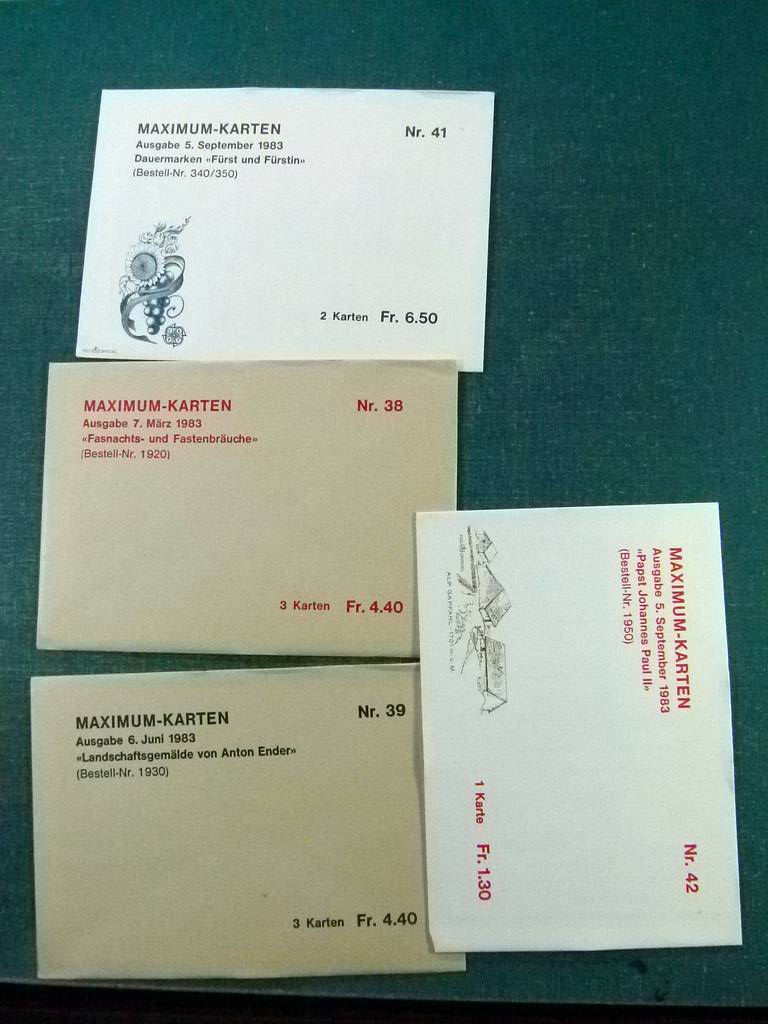 MAXIMUM-KARTEN
Nr. 41
Ausgabe 5. September 1983
Dauermarken «Fürst und Fürstin»
(Bestell-Nr. 340/350)
2 Karten Fr. 6.50
MAXIMUM-KARTEN
Nr. 38
Ausgabe 7. März 1983
«Fasnachts- und Fastenbräuche»
(Bestell-Nr. 1920)
3 Karten Fr. 4.40
MAXIMUM-KARTEN
Nr. 39
Ausgabe 6. Juni 1983
«Landschaftsgemälde von Anton Ender»
(Bestell-Nr. 1930)
3 Karten Fr. 4.40
MAXIMUM-KARTEN
Nr. 42
Ausgabe 5. September 1983
«Papst Johannes Paul II»
(Bestell-Nr. 1950)
ALP GAPFAHL 1701 m ü. M.
1 Karte Fr. 1.30